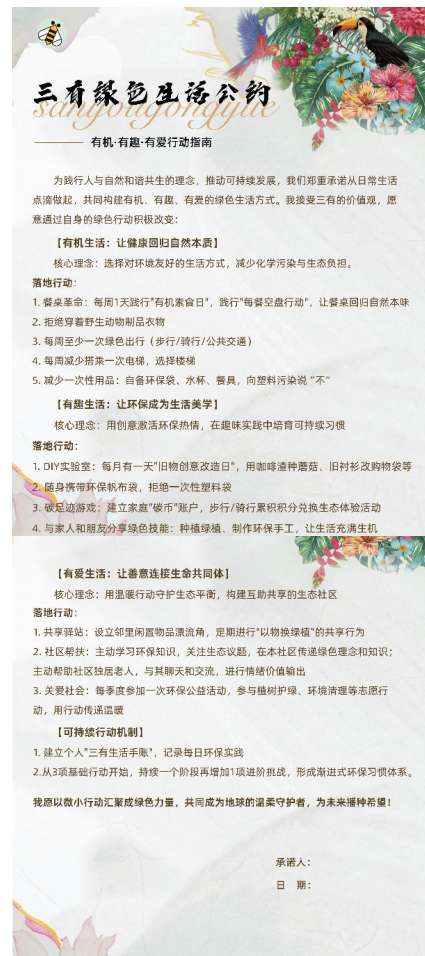 三有绿色生活公约
sanyougongyue
有机·有趣·有爱行动指南
为践行人与自然和谐共生的理念，推动可持续发展，我们郑重承诺从日常生活
点滴做起，共同构建有机、有趣、有爱的绿色生活方式。我接受三有的价值观，愿
意通过自身的绿色行动积极改变：
【有机生活：让健康回归自然本质】
核心理念：选择对环境友好的生活方式，减少化学污染与生态负担。
落地行动：
1. 餐桌革命：每周1天践行"有机素食日"，践行"每餐空盘行动"，让餐桌回归自然本味
2. 拒绝穿着野生动物制品衣物
3. 每周至少一次绿色出行（步行/骑行/公共交通）
4. 每周减少搭乘一次电梯，选择楼梯
5. 减少一次性用品：自备环保袋、水杯、餐具，向塑料污染说“不”
【有趣生活：让环保成为生活美学】
核心理念：用创意激活环保热情，在趣味实践中培育可持续习惯
落地行动：
1. DIY实验室：每月有一天"旧物创意改造日"，用咖啡渣种蘑菇、旧衬衫改购物袋等
2. 随身携带环保帆布袋，拒绝一次性塑料袋
3. 碳足迹游戏：建立家庭"碳币"账户，步行/骑行累积积分兑换生态体验活动
4. 与家人和朋友分享绿色技能：种植绿植、制作环保手工，让生活充满生机
【有爱生活：让善意连接生命共同体】
核心理念：用温暖行动守护生态平衡，构建互助共享的生态社区
落地行动：
1. 共享驿站：设立邻里闲置物品漂流角，定期进行"以物换绿植"的共享行为
2. 社区帮扶：主动学习环保知识，关注生态议题，在本社区传递绿色理念和知识；
主动帮助社区独居老人，与其聊天和交流，进行情绪价值输出
3. 关爱社会：每季度参加一次环保公益活动，参与植树护绿、环境清理等志愿行
动，用行动传递温暖
【可持续行动机制】
1. 建立个人"三有生活手账"，记录每日环保实践
2.从3项基础行动开始，持续一个阶段再增加1项进阶挑战，形成渐进式环保习惯体系。
我愿以微小行动汇聚成绿色力量，共同成为地球的温柔守护者，为未来播种希望！
承诺人：
日 期：